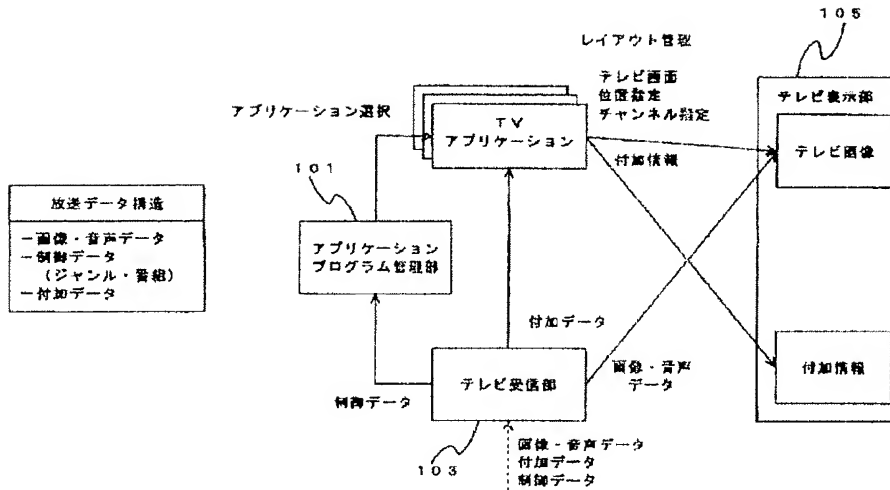 105
レイアウト管理
テレビ画面
位置指定
チャンネル指定
テレビ表示部
アプリケーション選択
TV
アプリケーション
テレビ画像
付加情報
101
放送データ構造
ー画像・音声データ
ー制御データ
(ジャンル・番組)
ー付加データ
アプリケーション
プログラム管理部
付加データ
テレビ受信部
画像・音声
データ
付加情報
制御データ
103
画像・音声データ
付加データ
制御データ